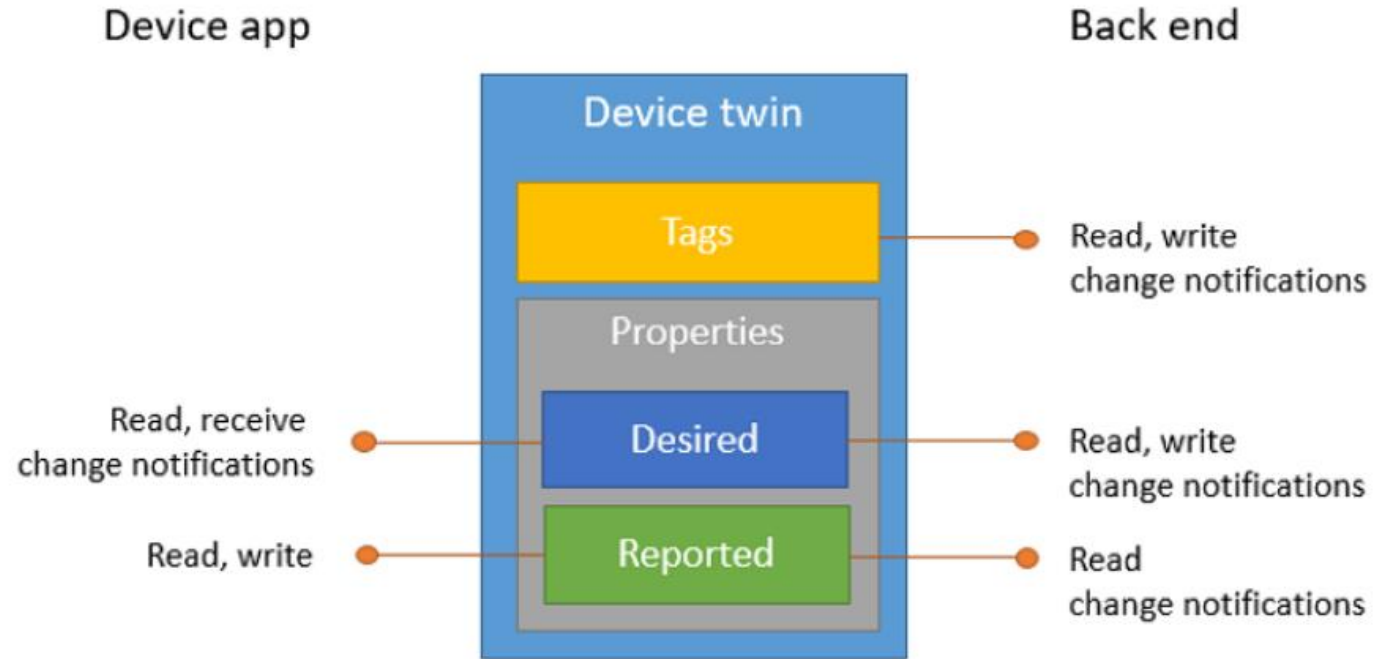 Device app
Back end
Device twin
Tags
Read, write
change notifications
Properties
Read, receive
change notifications
Desired
Read, write
change notifications
Read, write
Reported
Read
change notifications